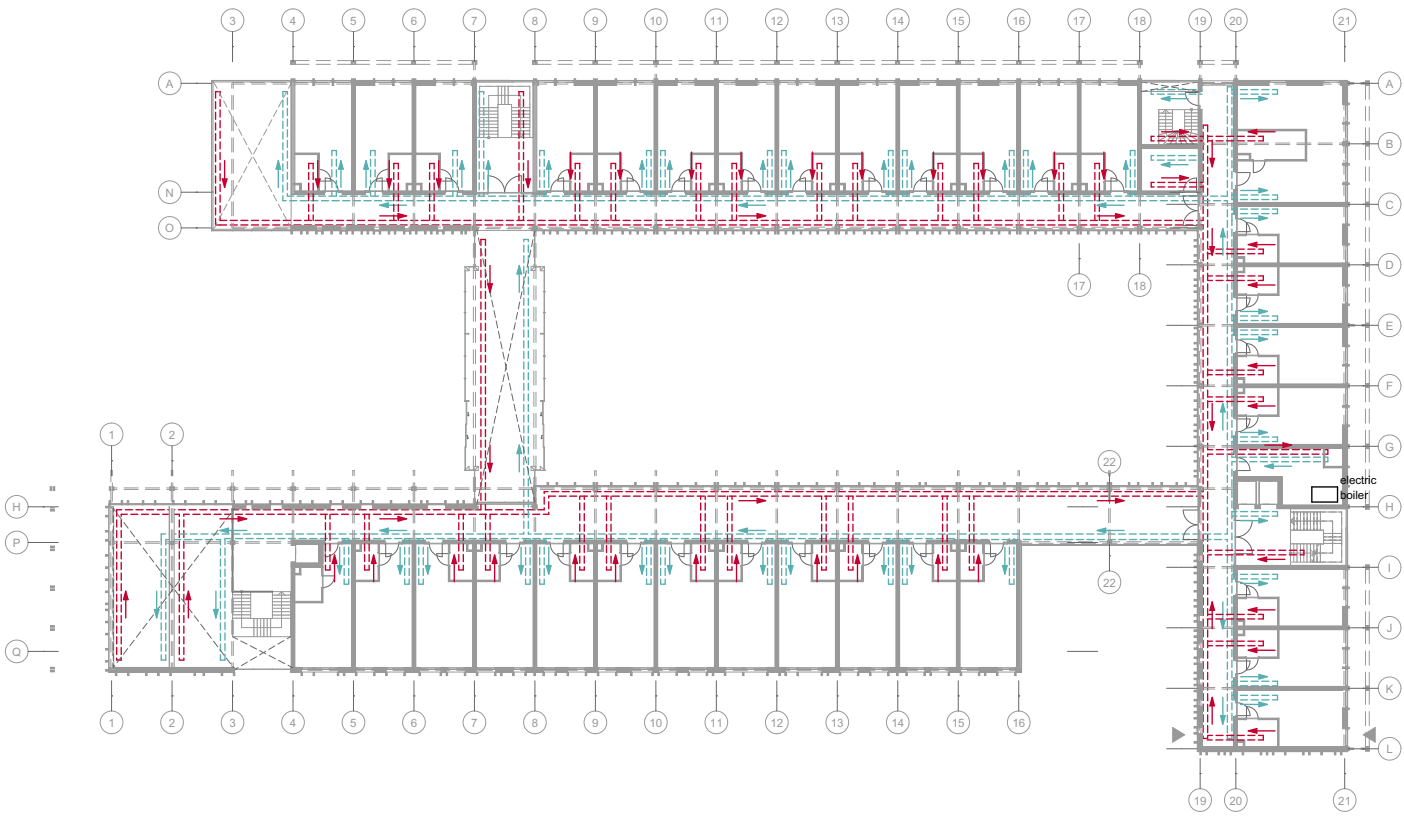 3 4 5 6 7 8 9 10 11 12 13 14 15 16 17 18 19 20 21
A A
B
N
C
O
D
17 18
E
F
1 2
G
22
electric
boiler
H H
P
I
22
J
Q
K
1 2 3 4 5 6 7 8 9 10 11 12 13 14 15 16
L
19 20 21